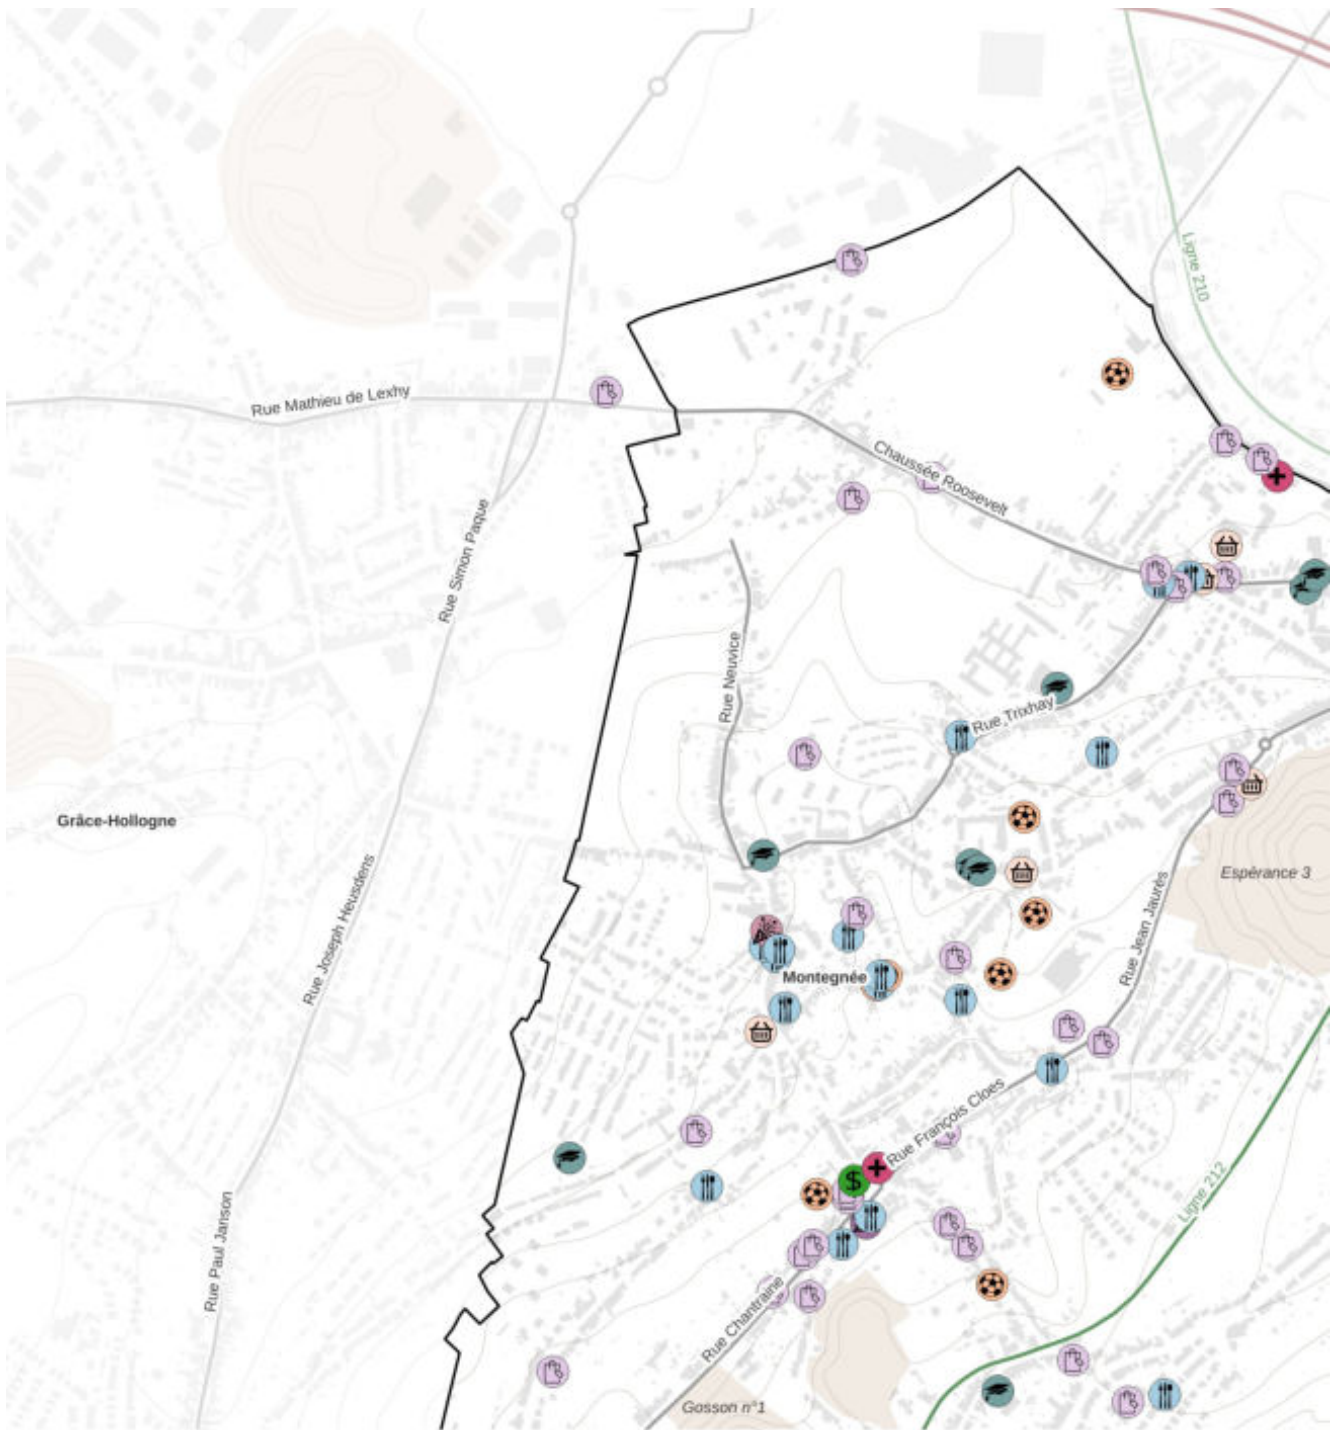 Ligne 210
Rue Mathieu de Lexhy
Chaussée Roosevelt
Rue Simon Paque
Rue Neuvice
Rue Trixhay
Grâce-Hollogne
Espérance 3
Rue Joseph Heusdens
Rue Jean Jaurès
Montegnée
Rue François Cloes
Ligne 212
Rue Paul Janson
Rue Chantraine
Gosson n°1
$